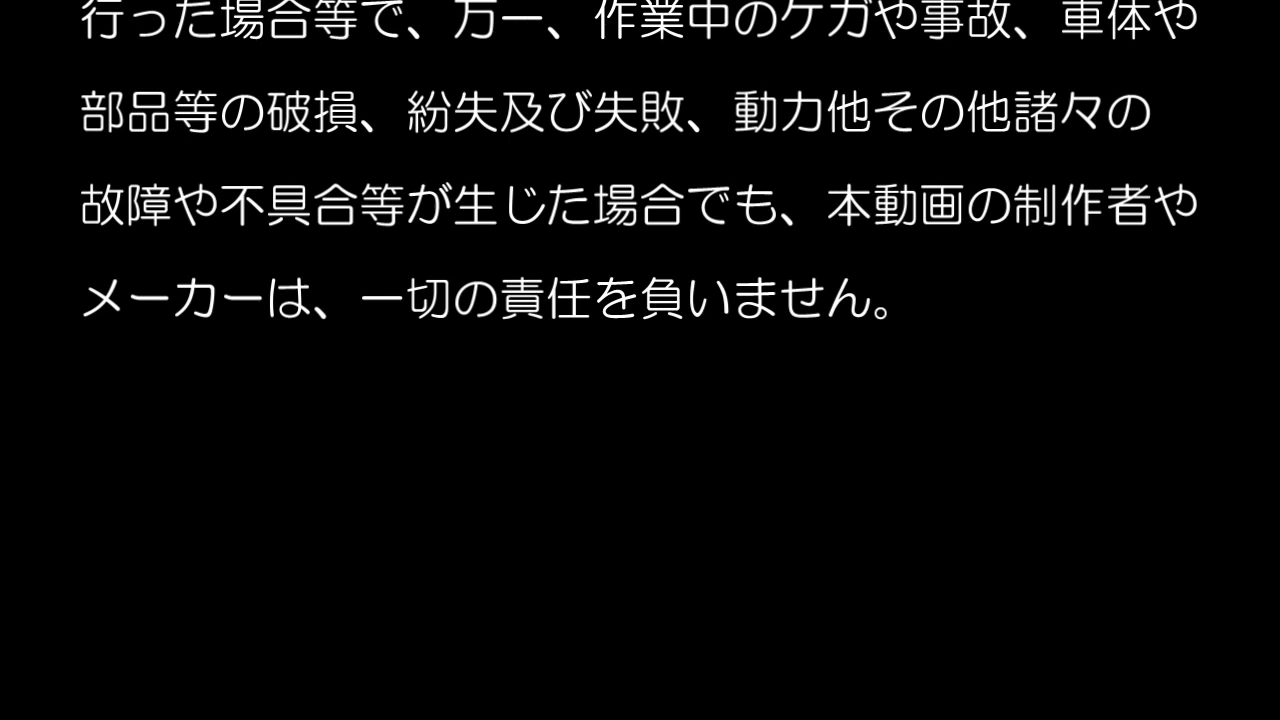 行った場合等で、万一、作業中のケガや事故、車体や
部品等の破損、紛失及び失敗、動力他その他諸々の
故障や不具合等が生じた場合でも、本動画の制作者や
メーカーは、一切の責任を負いません。